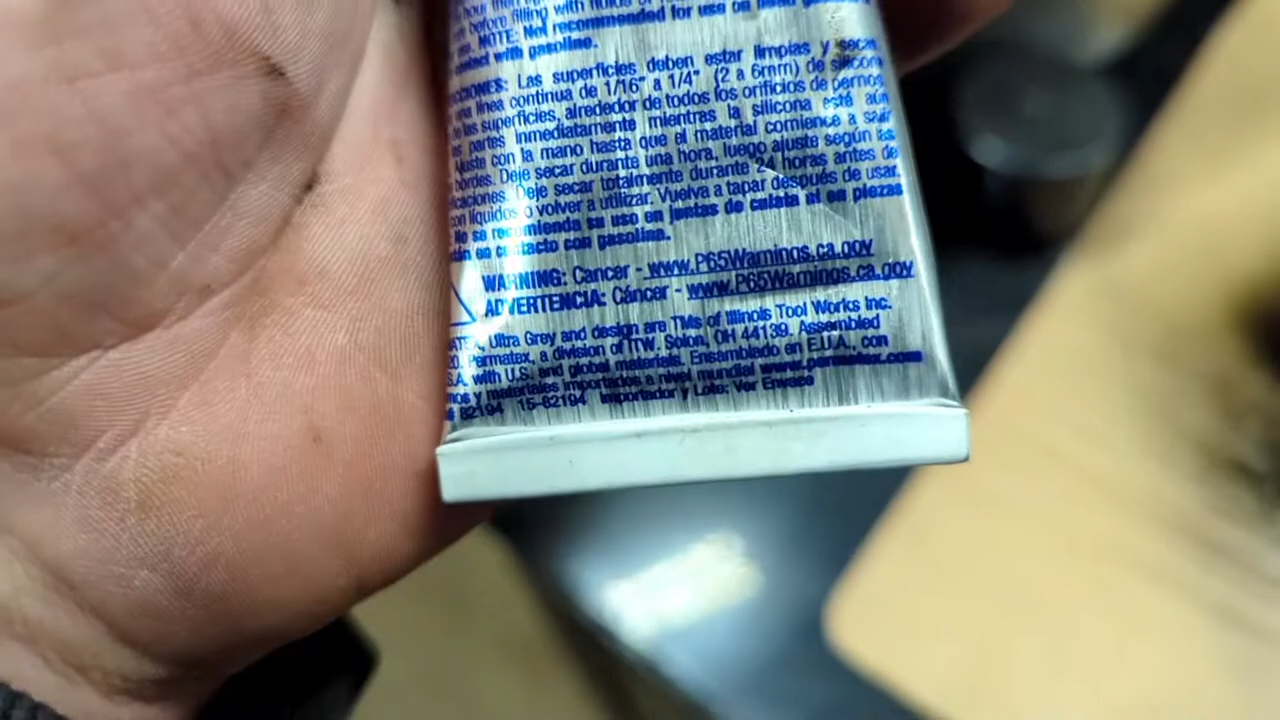 before filling with fluids or
NOTE: Not recommended for use on head
contact with gasoline.
CIONES: Las superficies deben estar limpias y secas.
una línea continua de 1/16" a 1/4" (2 a 6mm) de silicona
las superficies, alrededor de todos los orificios de pernos
partes inmediatamente mientras la silicona esté aún
Ajuste con la mano hasta que el material comience a salir
bordes. Deje secar durante una hora, luego ajuste según las
icaciones. Deje secar totalmente durante 24 horas antes de
con líquidos o volver a utilizar. Vuelva a tapar después de usar.
No se recomienda su uso en juntas de culata ni en piezas
tán en contacto con gasolina.
WARNING: Cancer - www.P65Warnings.ca.gov
ADVERTENCIA: Cáncer - www.P65Warnings.ca.gov
ATEX, Ultra Grey and design are TMs of Illinois Tool Works Inc.
20. Permatex, a division of ITW. Solon, OH 44139. Assembled
S.A. with U.S. and global materials. Ensamblado en E.U.A., con
nos y materiales importados a nivel mundial www.permatex.com
82194 15-82194 Importador y Lote: Ver Envase